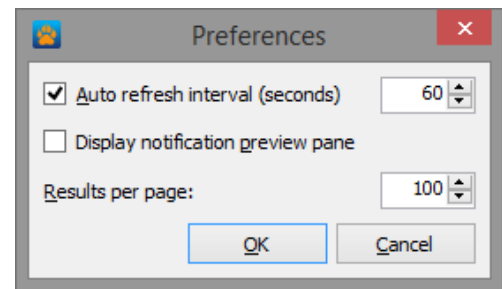 Preferences
Auto refresh interval (seconds) 60
Display notification preview pane
Results per page: 100
OK Cancel